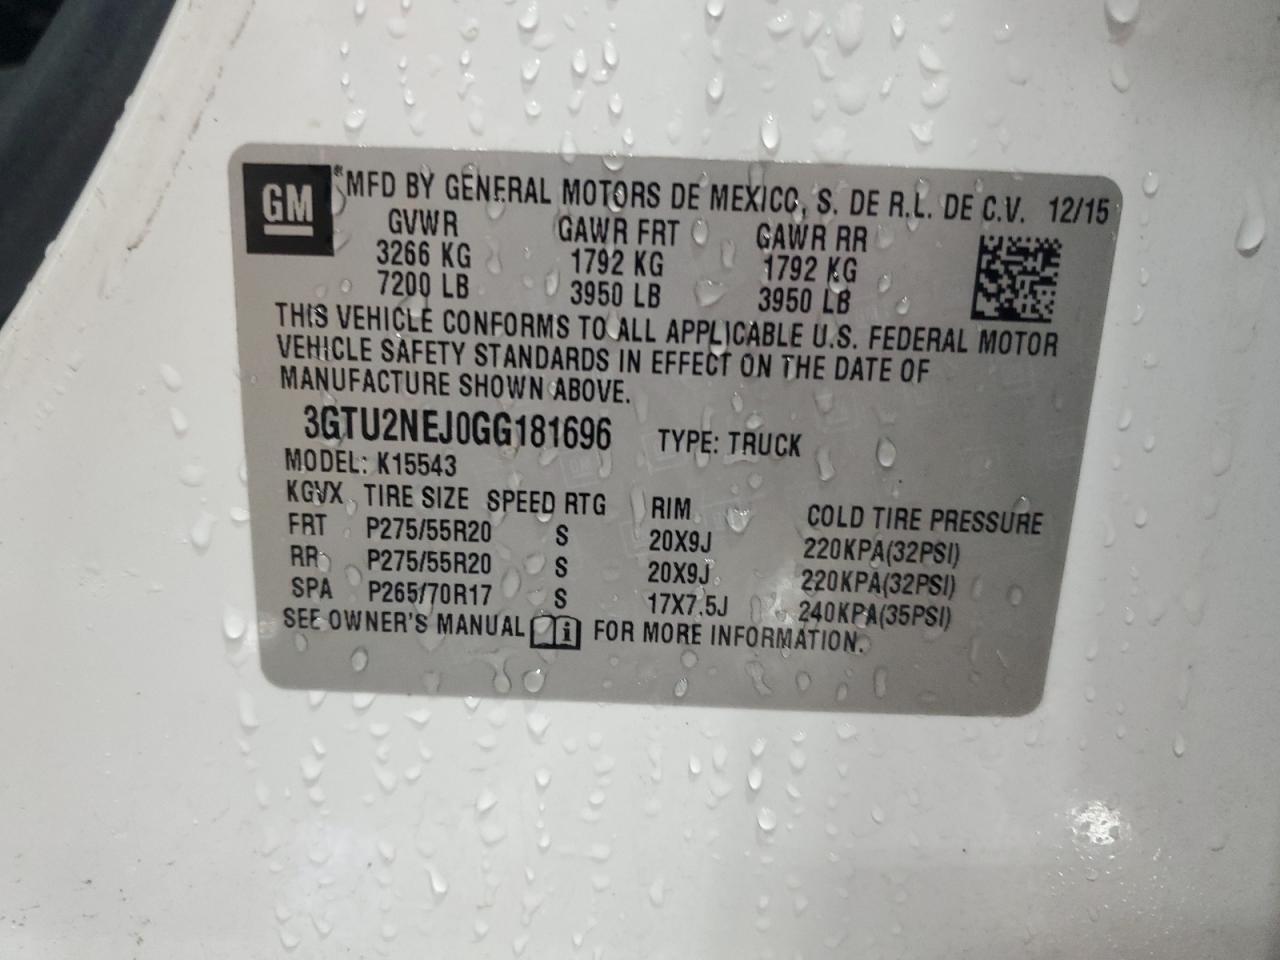 GM
® MFD BY GENERAL MOTORS DE MEXICO, S. DE R.L. DE C.V. 12/15
GVWR GAWR FRT GAWR RR
3266 KG 1792 KG 1792 KG
7200 LB 3950 LB 3950 LB
THIS VEHICLE CONFORMS TO ALL APPLICABLE U.S. FEDERAL MOTOR
VEHICLE SAFETY STANDARDS IN EFFECT ON THE DATE OF
MANUFACTURE SHOWN ABOVE.
3GTU2NEJ0GG181696 TYPE: TRUCK
MODEL: K15543
KGVX TIRE SIZE SPEED RTG RIM COLD TIRE PRESSURE
FRT P275/55R20 S 20X9J 220KPA(32PSI)
RR P275/55R20 S 20X9J 220KPA(32PSI)
SPA P265/70R17 S 17X7.5J 240KPA(35PSI)
SEE OWNER'S MANUAL i FOR MORE INFORMATION.